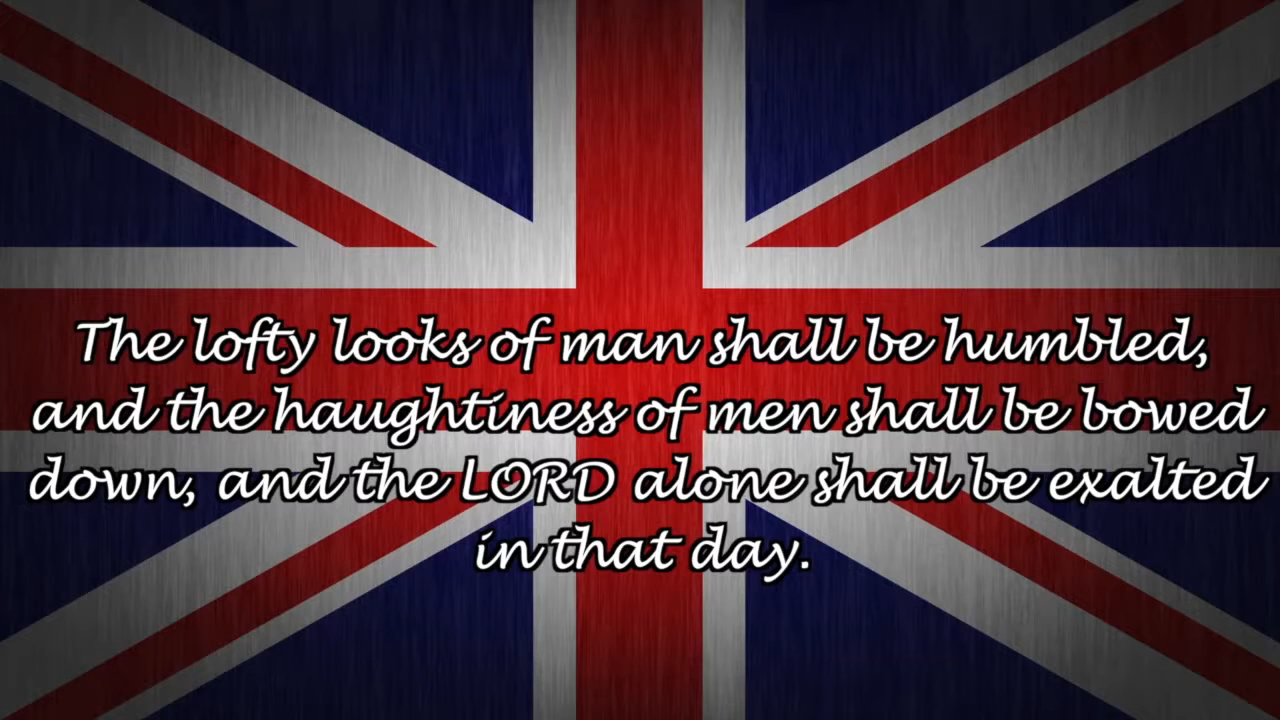 The lofty looks of man shall be humbled,
and the haughtiness of men shall be bowed
down, and the LORD alone shall be exalted
in that day.